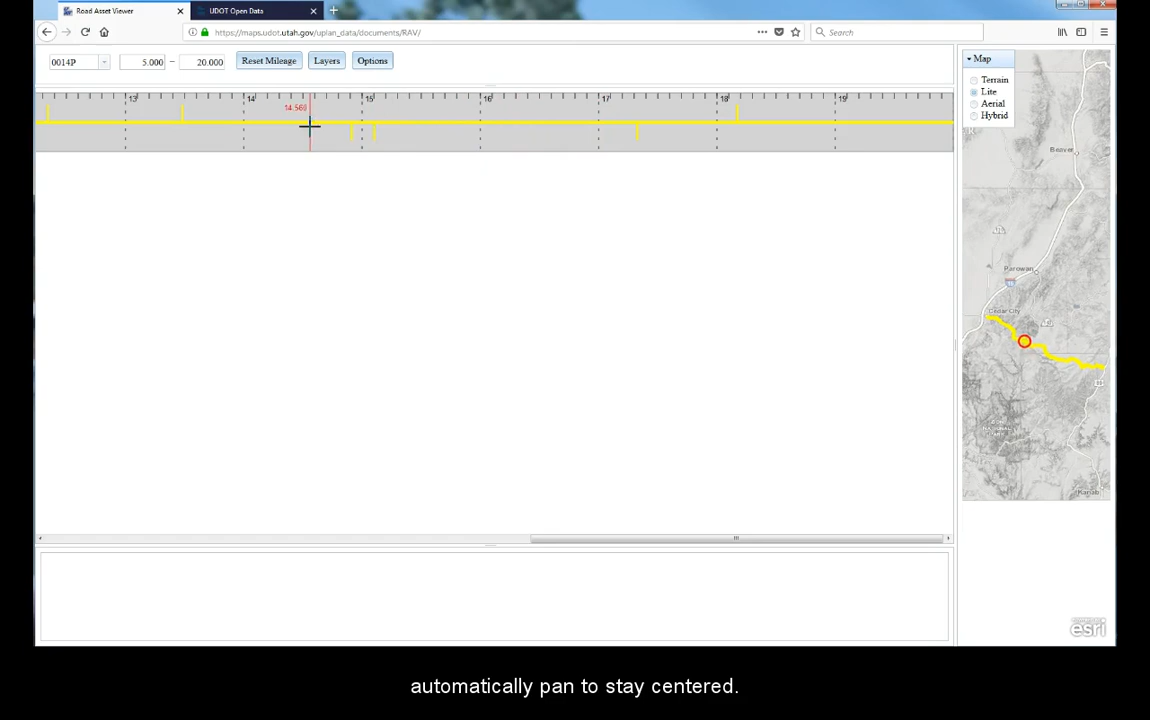 Road Asset Viewer
UDOT Open Data
https://maps.udot.utah.gov/uplan_data/documents/RAV/
Search
0014P
5.000 – 20.000
Reset Mileage
Layers
Options
Map
Terrain
Lite
Aerial
Hybrid
13 14 15 16 17 18 19
14.560
Beaver
Parowan
Cedar City
NATIONAL
Kanab
esri
automatically pan to stay centered.